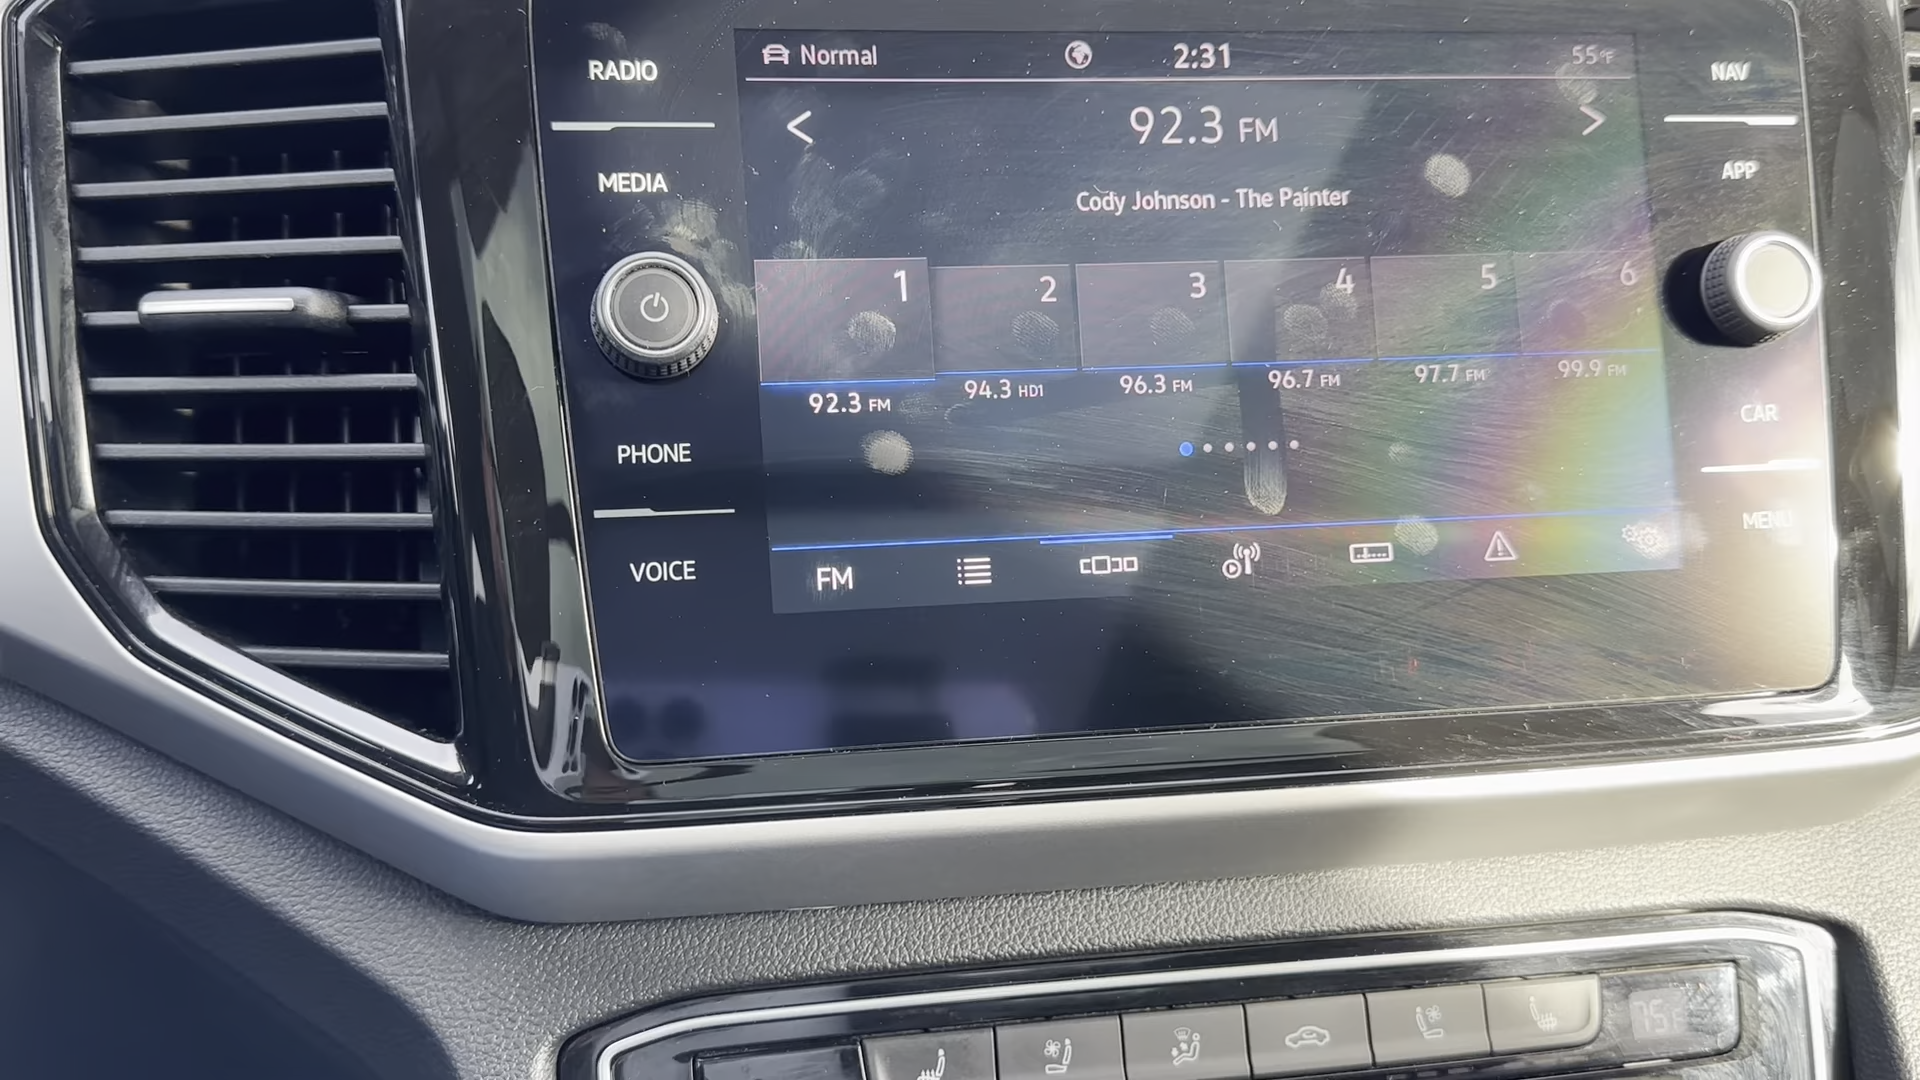 RADIO
MEDIA
PHONE
VOICE
Normal 2:31 55°F
92.3 FM
Cody Johnson - The Painter
1 2 3 4 5 6
92.3 FM 94.3 HD1 96.3 FM 96.7 FM 97.7 FM 99.9 FM
FM
NAV
APP
CAR
MENU
75F